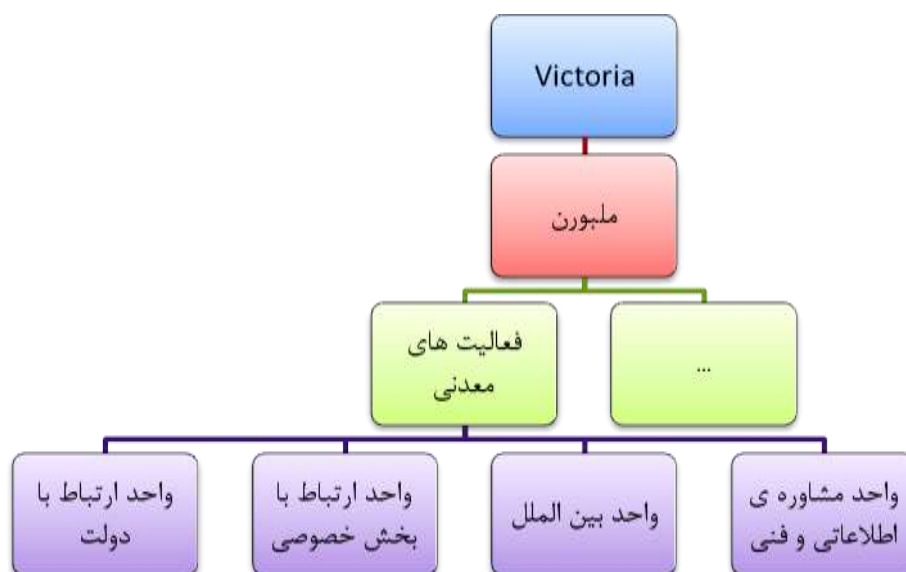 Victoria
ملبورن
...
فعالیت های
معدنی
واحد مشاوره ی
اطلاعاتی و فنی
واحد بین الملل
واحد ارتباط با
بخش خصوصی
واحد ارتباط با
دولت